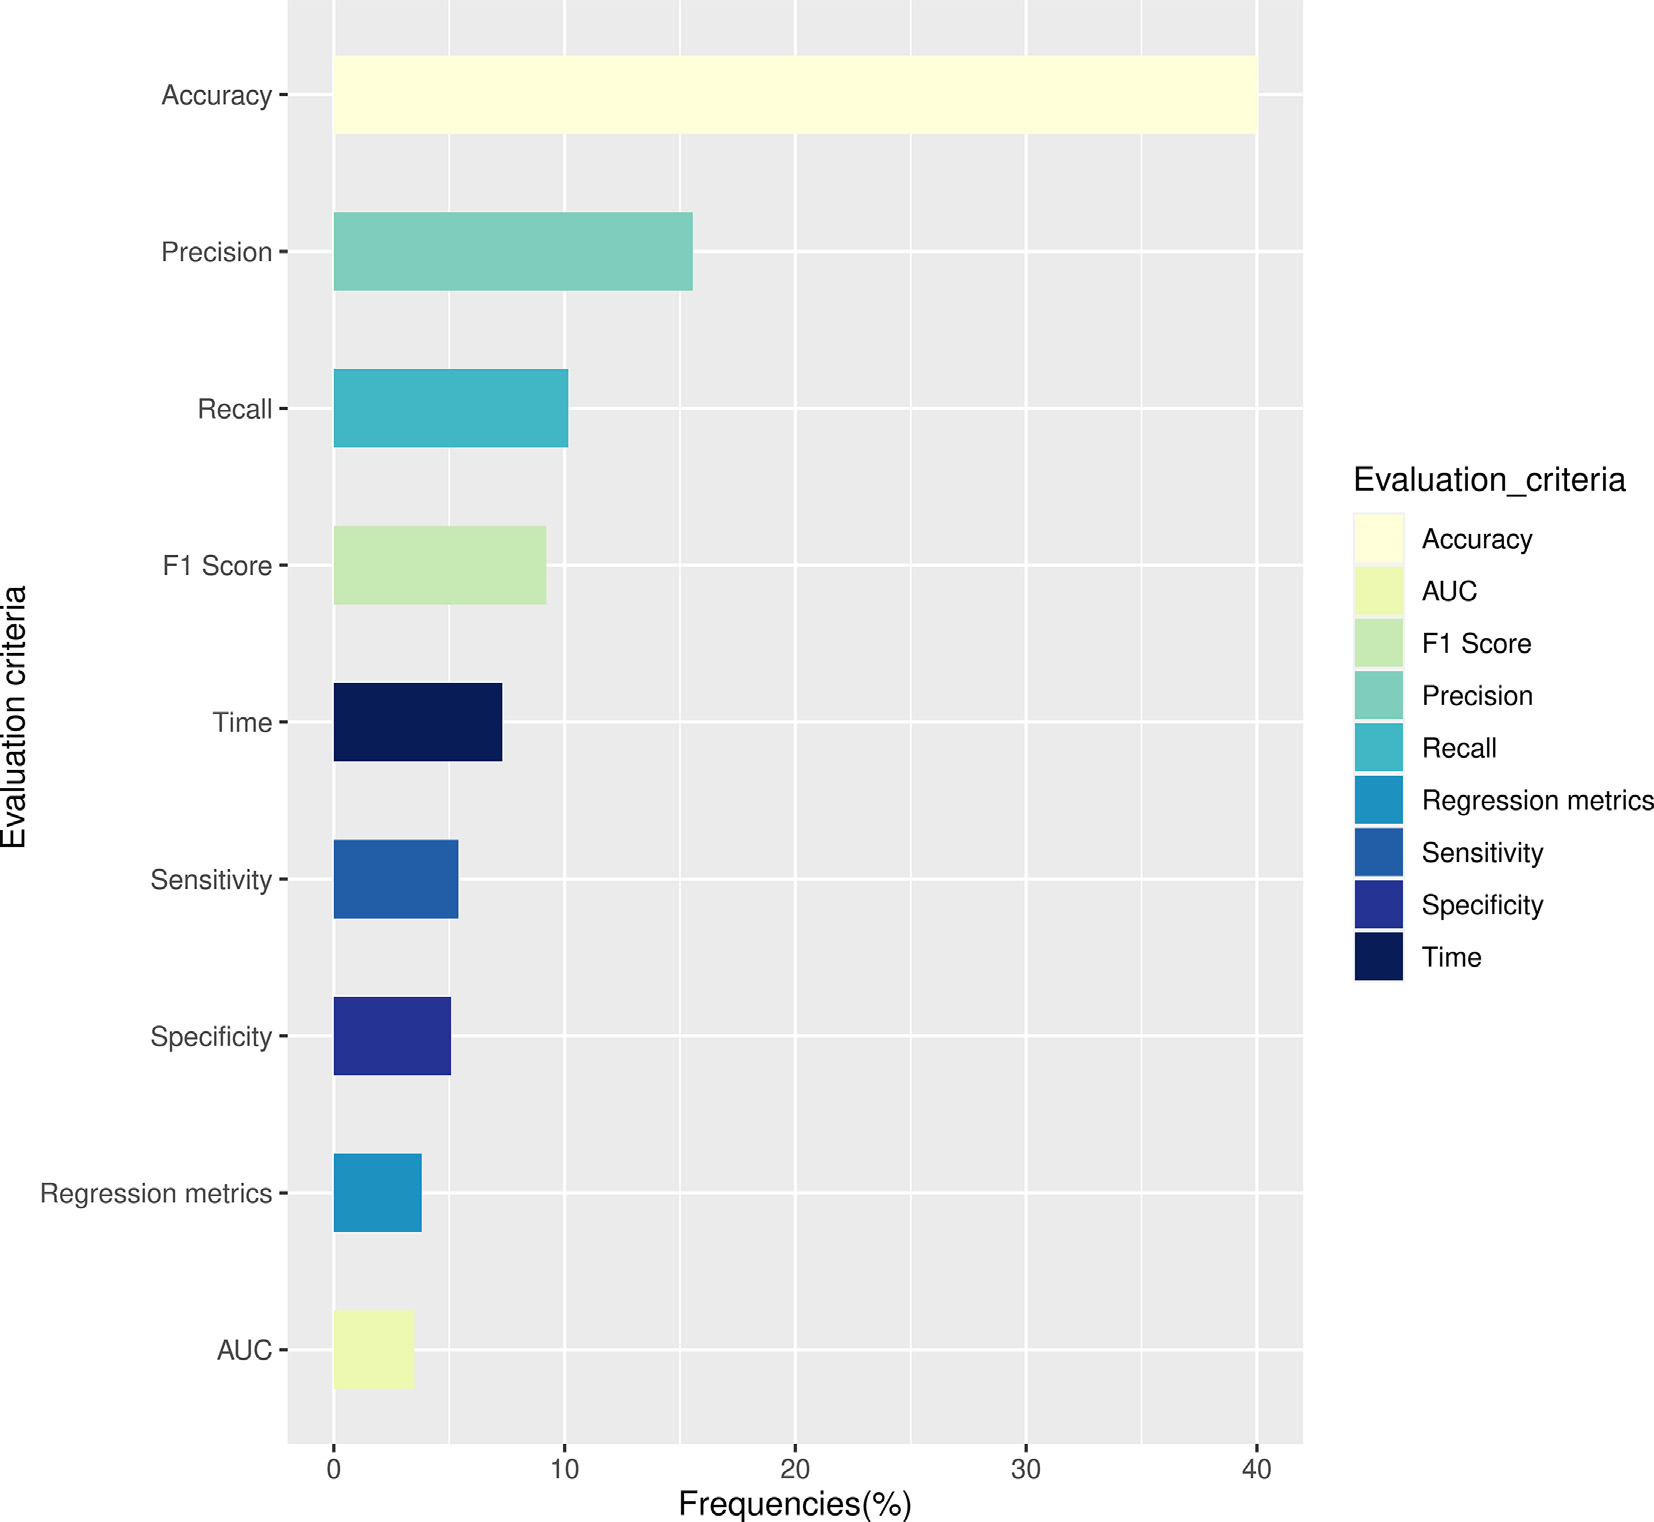 Evaluation criteria
Accuracy
Precision
Recall
F1 Score
Time
Sensitivity
Specificity
Regression metrics
AUC
0 10 20 30 40
Frequencies(%)
Evaluation_criteria
Accuracy
AUC
F1 Score
Precision
Recall
Regression metrics
Sensitivity
Specificity
Time